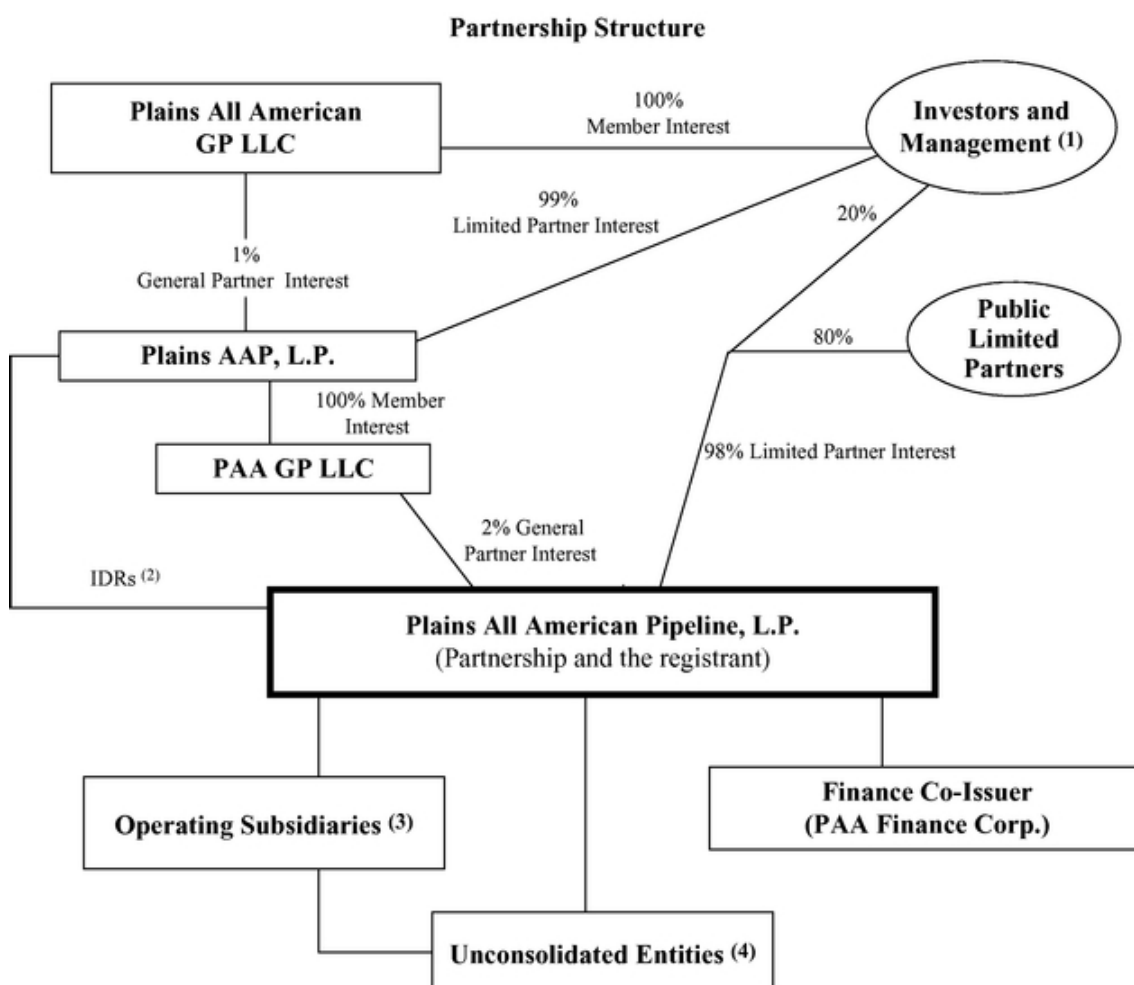 Partnership Structure
Plains All American
GP LLC
100%
Member Interest
Investors and
Management (1)
99%
Limited Partner Interest
20%
1%
General Partner Interest
Public
Limited
Partners
80%
Plains AAP, L.P.
100% Member
Interest
PAA GP LLC
98% Limited Partner Interest
2% General
Partner Interest
IDRs (2)
Plains All American Pipeline, L.P.
(Partnership and the registrant)
Operating Subsidiaries (3)
Finance Co-Issuer
(PAA Finance Corp.)
Unconsolidated Entities (4)